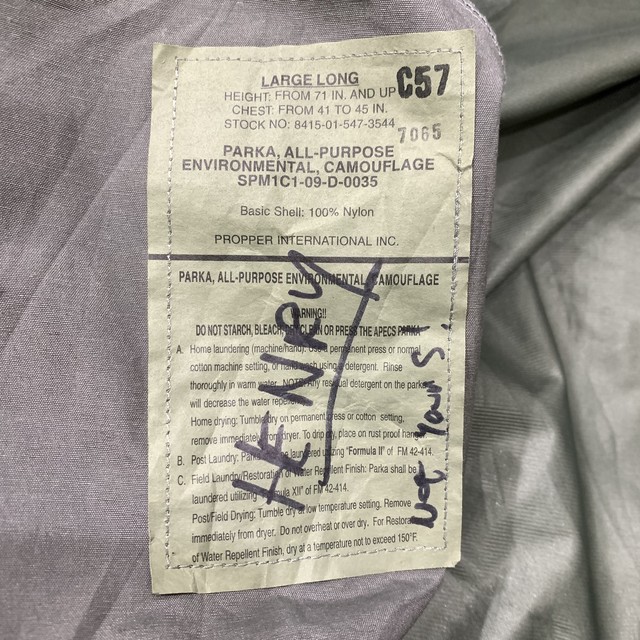 LARGE LONG
HEIGHT: FROM 71 IN. AND UP
C57
CHEST: FROM 41 TO 45 IN.
STOCK NO: 8415-01-547-3544
7065
PARKA, ALL-PURPOSE
ENVIRONMENTAL, CAMOUFLAGE
SPM1C1-09-D-0035
Basic Shell: 100% Nylon
PROPPER INTERNATIONAL INC.
PARKA, ALL-PURPOSE ENVIRONMENTAL, CAMOUFLAGE
WARNING!!
DO NOT STARCH, BLEACH, DRY CLEAN OR PRESS THE APECS PARKA
A. Home laundering (machine/hand): Use a permanent press or normal
cotton machine setting, or hand wash using a detergent. Rinse
thoroughly in warm water. NOTE: Any residual detergent on the parka
will decrease the water repellency.
Home drying: Tumble dry on permanent press or cotton setting,
remove immediately from dryer. To drip dry, place on rust proof hanger.
B. Post Laundry: Parka be laundered utilizing "Formula II" of FM 42-414.
C. Field Laundry/Restoration of Water Repellent Finish: Parka shall be
laundered utilizing "Formula XII" of FM 42-414.
Post/Field Drying: Tumble dry at low temperature setting. Remove
immediately from dryer. Do not overheat or over dry. For Restoration
of Water Repellent Finish, dry at a temperature not to exceed 150°F.
HENRY
Not Yours!